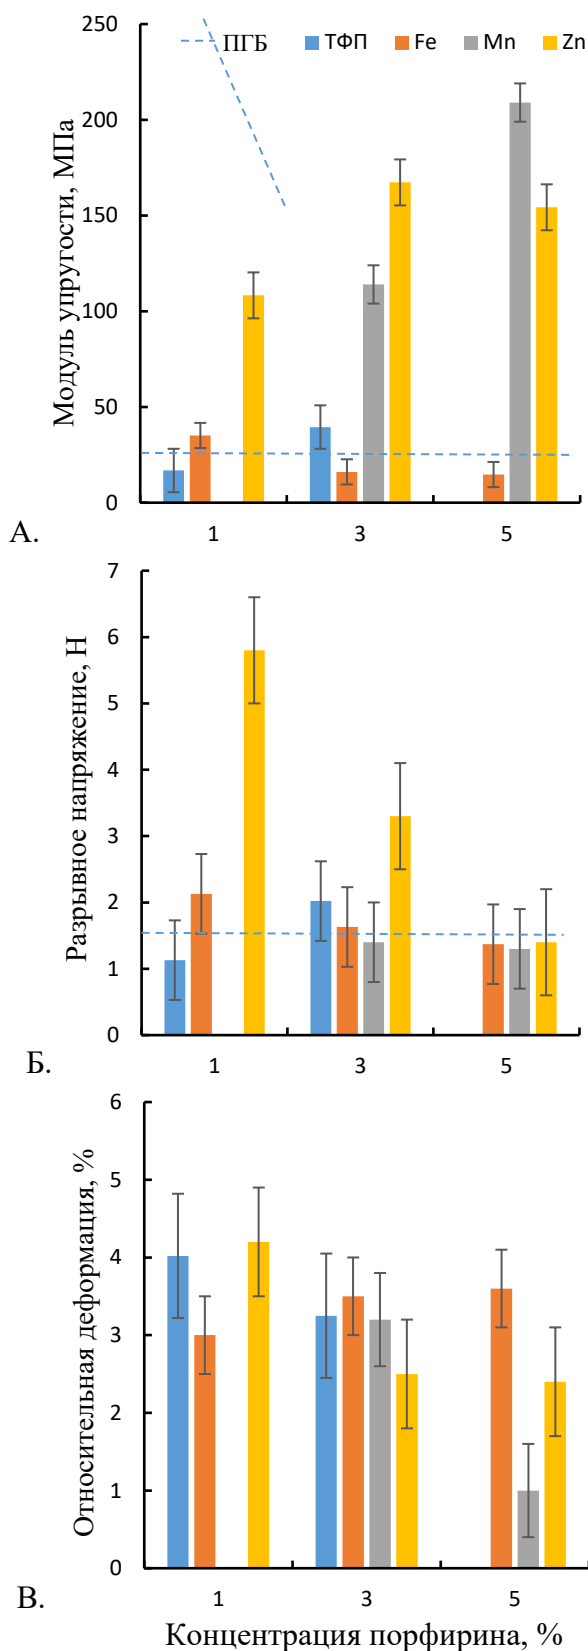 250
ПГБ ТФП Fe Mn Zn
200
150
100
50
0
Модуль упругости, МПа
А.
1 3 5
7
6
5
4
3
2
1
0
Разрывное напряжение, Н
Б.
1 3 5
6
5
4
3
2
1
0
Относительная деформация, %
В.
1 3 5
Концентрация порфирина, %